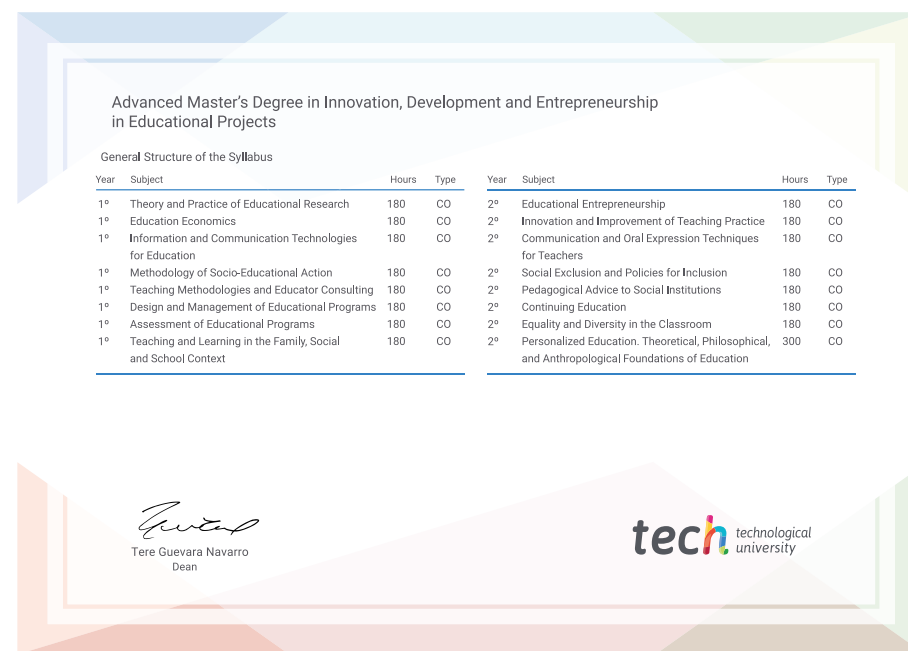 Advanced Master's Degree in Innovation, Development and Entrepreneurship
in Educational Projects
General Structure of the Syllabus
Year Subject Hours Type
1º Theory and Practice of Educational Research 180 CO
1º Education Economics 180 CO
1º Information and Communication Technologies 180 CO
for Education
1º Methodology of Socio-Educational Action 180 CO
1º Teaching Methodologies and Educator Consulting 180 CO
1º Design and Management of Educational Programs 180 CO
1º Assessment of Educational Programs 180 CO
1º Teaching and Learning in the Family, Social 180 CO
and School Context
Year Subject Hours Type
2º Educational Entrepreneurship 180 CO
2º Innovation and Improvement of Teaching Practice 180 CO
2º Communication and Oral Expression Techniques 180 CO
for Teachers
2º Social Exclusion and Policies for Inclusion 180 CO
2º Pedagogical Advice to Social Institutions 180 CO
2º Continuing Education 180 CO
2º Equality and Diversity in the Classroom 180 CO
2º Personalized Education. Theoretical, Philosophical, 300 CO
and Anthropological Foundations of Education
Tere Guevara Navarro
Dean
tech technological
university